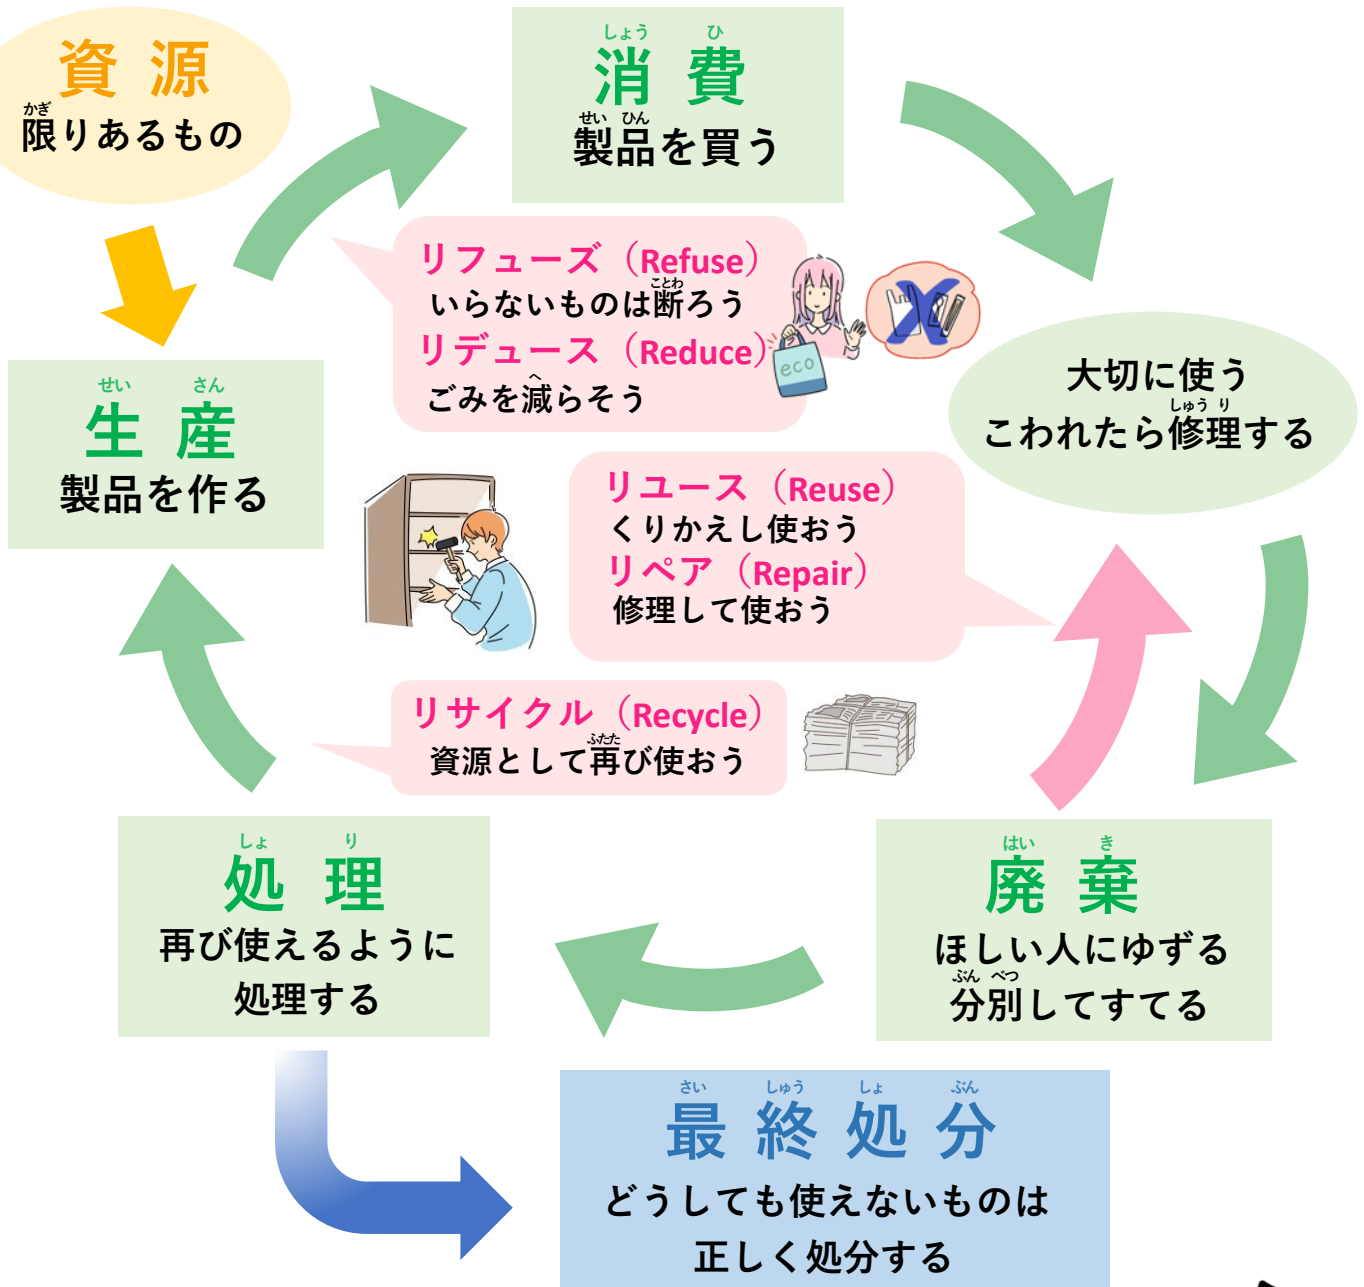 資源
限りあるもの
かぎ
消費
しょう ひ
製品を買う
せい ひん
リフューズ（Refuse）
いらないものは断ろう
ことわ
リデュース（Reduce）
ごみを減らそう
へ
eco
大切に使う
こわれたら修理する
しゅう り
生産
せい さん
製品を作る
リユース（Reuse）
くりかえし使おう
リペア（Repair）
修理して使おう
リサイクル（Recycle）
資源として再び使おう
ふたた
処理
しょ り
再び使えるように
処理する
廃棄
はい き
ほしい人にゆずる
分別してすてる
ぶん べつ
最終処分
さい しゅう しょ ぶん
どうしても使えないものは
正しく処分する